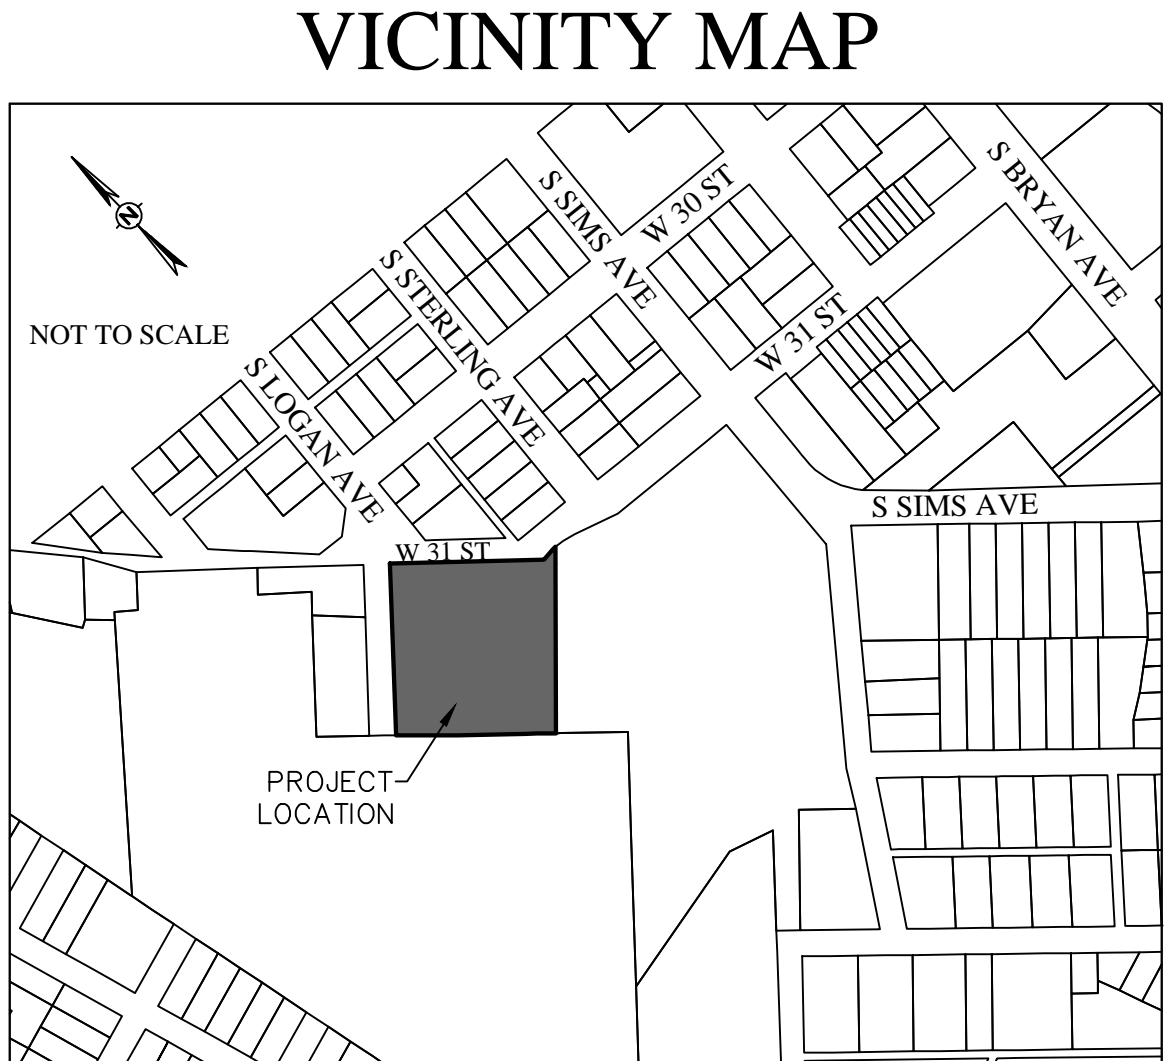 VICINITY MAP
N
NOT TO SCALE
S SIMS AVE
W 30 ST
S BRYAN AVE
S STERLING AVE
W 31 ST
S LOGAN AVE
S SIMS AVE
W 31 ST
PROJECT
LOCATION